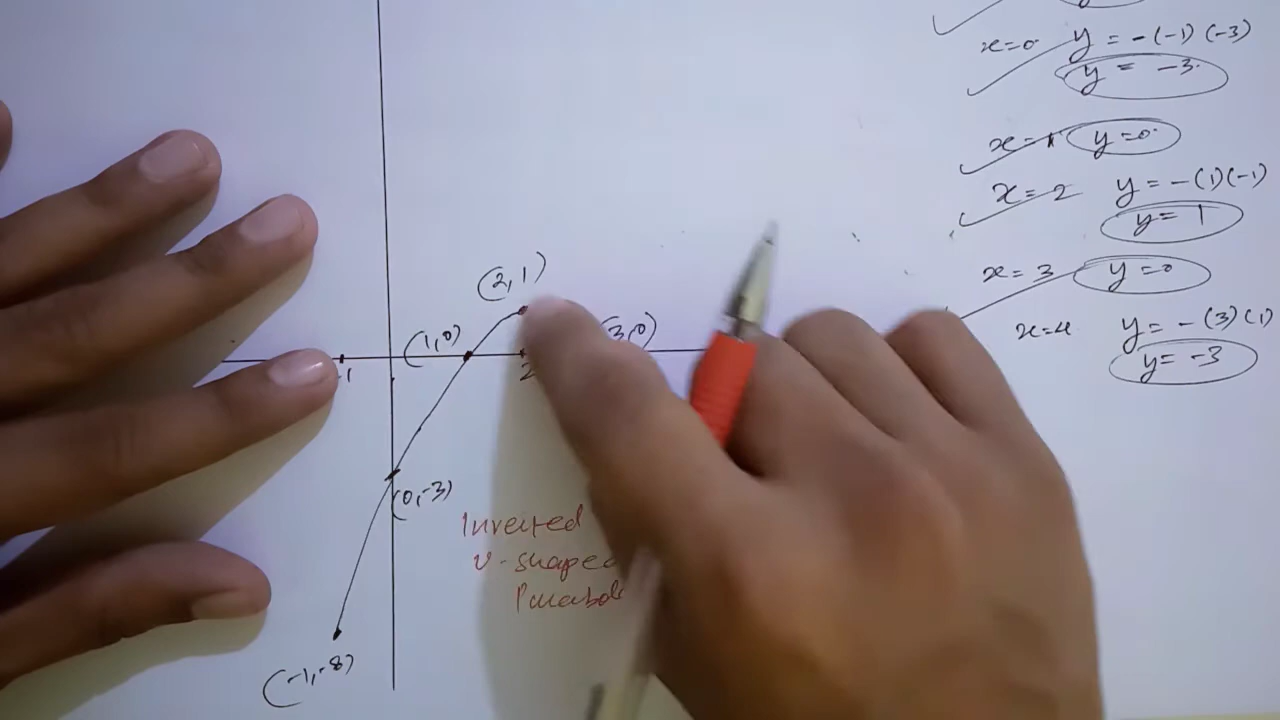 x=0 y = -(-1)(-3)
y = -3
x=1 y=0
x=2 y = -(1)(-1)
y = 1
x=3 y=0
x=4 y = -(3)(1)
y = -3
(2,1)
(1,0)
(3,0)
-1
2
(0,-3)
Inverted
U-shaped
(-1,-8)